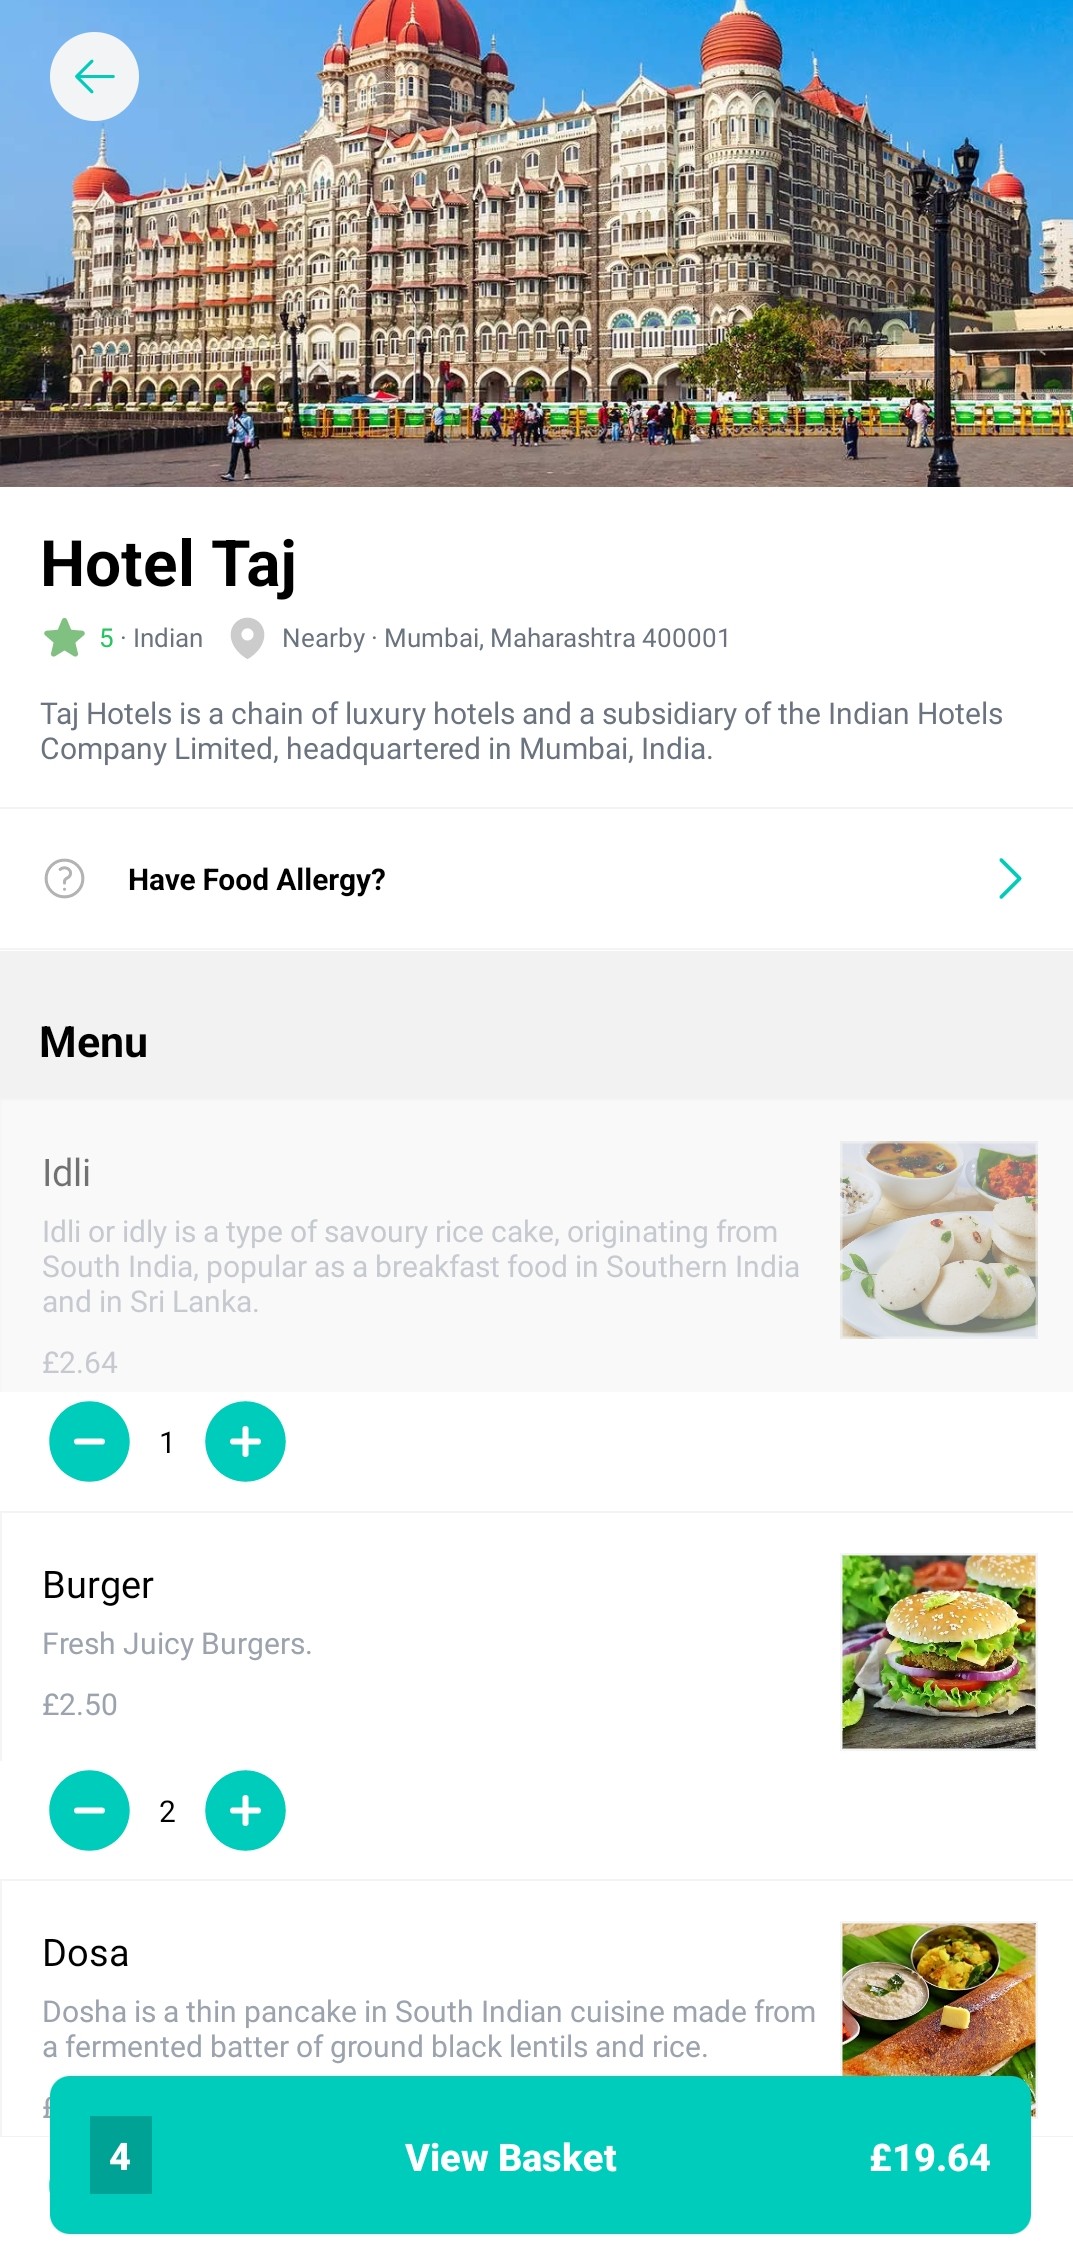 Hotel Taj
5 · Indian
Nearby · Mumbai, Maharashtra 400001
Taj Hotels is a chain of luxury hotels and a subsidiary of the Indian Hotels
Company Limited, headquartered in Mumbai, India.
Have Food Allergy?
Menu
Idli
Idli or idly is a type of savoury rice cake, originating from
South India, popular as a breakfast food in Southern India
and in Sri Lanka.
£2.64
1
Burger
Fresh Juicy Burgers.
£2.50
2
Dosa
Dosha is a thin pancake in South Indian cuisine made from
a fermented batter of ground black lentils and rice.
4
View Basket
£19.64